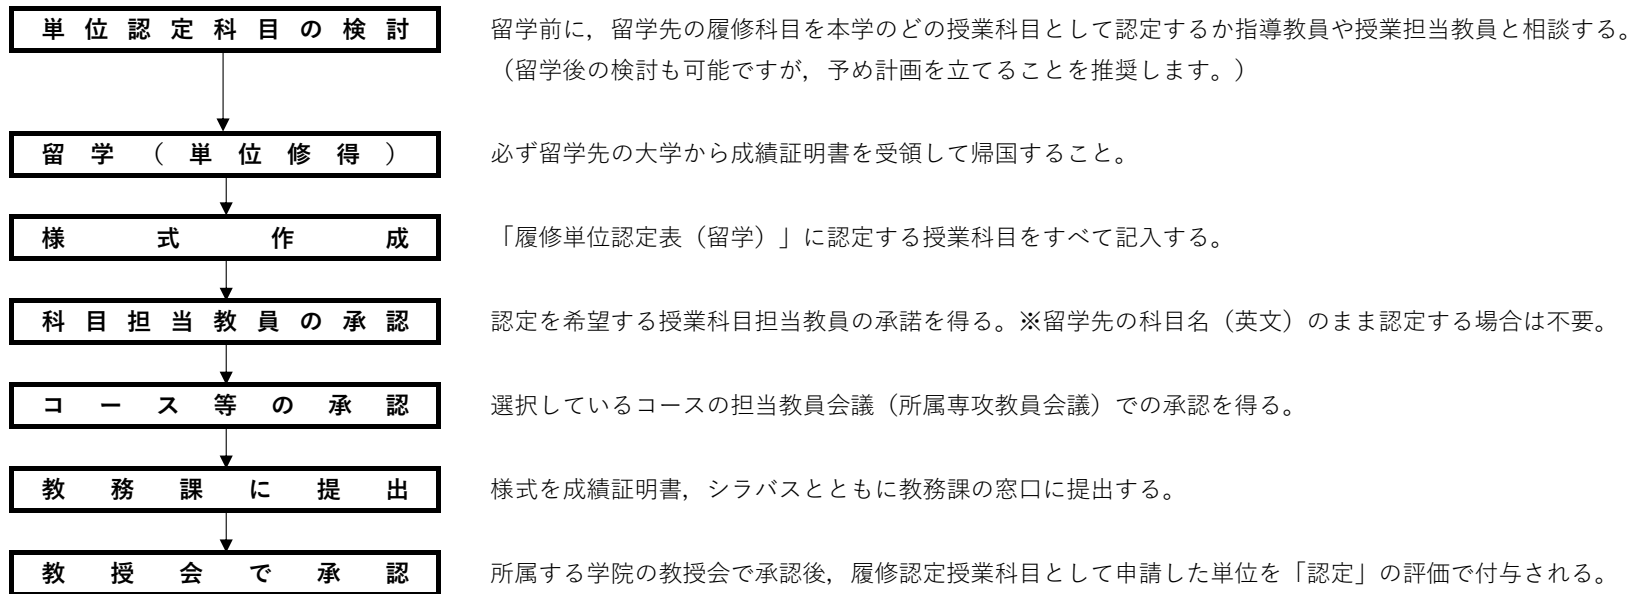 単位認定科目の検討
留学前に，留学先の履修科目を本学のどの授業科目として認定するか指導教員や授業担当教員と相談する。
（留学後の検討も可能ですが，予め計画を立てることを推奨します。）
留学（単位修得）
必ず留学先の大学から成績証明書を受領して帰国すること。
様式作成
「履修単位認定表（留学）」に認定する授業科目をすべて記入する。
科目担当教員の承認
認定を希望する授業科目担当教員の承諾を得る。※留学先の科目名（英文）のまま認定する場合は不要。
コース等の承認
選択しているコースの担当教員会議（所属専攻教員会議）での承認を得る。
教務課に提出
様式を成績証明書，シラバスとともに教務課の窓口に提出する。
教授会で承認
所属する学院の教授会で承認後，履修認定授業科目として申請した単位を「認定」の評価で付与される。